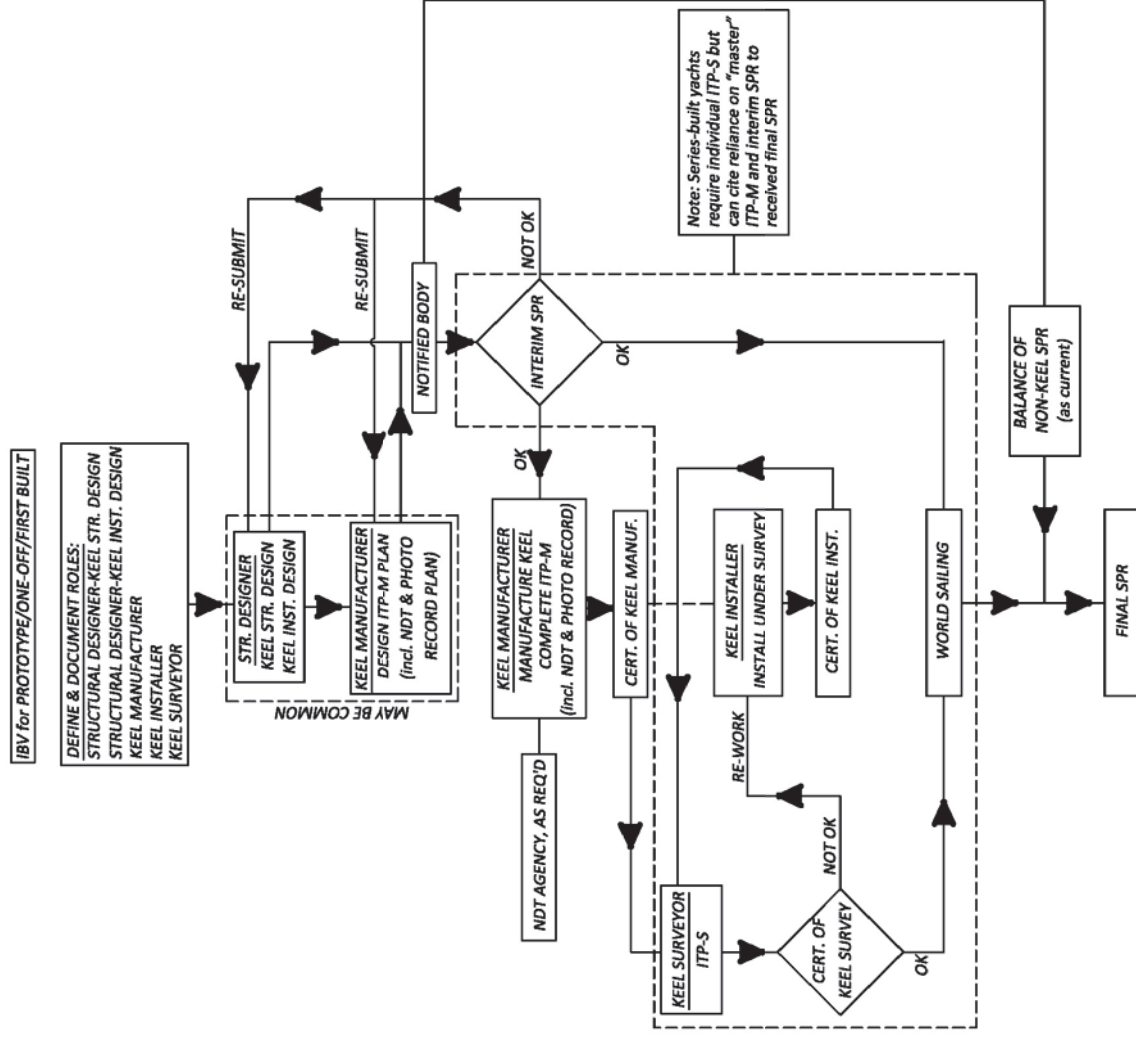 IBV for PROTOTYPE/ONE-OFF/FIRST BUILT
DEFINE & DOCUMENT ROLES:
STRUCTURAL DESIGNER-KEEL STR. DESIGN
STRUCTURAL DESIGNER-KEEL INST. DESIGN
KEEL MANUFACTURER
KEEL INSTALLER
KEEL SURVEYOR
RE-SUBMIT
STR. DESIGNER
KEEL STR. DESIGN
KEEL INST. DESIGN
MAY BE COMMON
KEEL MANUFACTURER
DESIGN ITP-M PLAN
(incl. NDT & PHOTO
RECORD PLAN)
RE-SUBMIT
NOTIFIED BODY
INTERIM SPR
NOT OK
OK
OK
NDT AGENCY, AS REQ'D
KEEL MANUFACTURER
MANUFACTURE KEEL
COMPLETE ITP-M
(incl. NDT & PHOTO RECORD)
CERT. OF KEEL MANUF.
Note: Series-built yachts
require individual ITP-S but
can cite reliance on "master"
ITP-M and interim SPR to
received final SPR
KEEL SURVEYOR
ITP-S
KEEL INSTALLER
INSTALL UNDER SURVEY
RE-WORK
CERT. OF
KEEL SURVEY
NOT OK
OK
CERT. OF KEEL INST.
WORLD SAILING
BALANCE OF
NON-KEEL SPR
(as current)
FINAL SPR